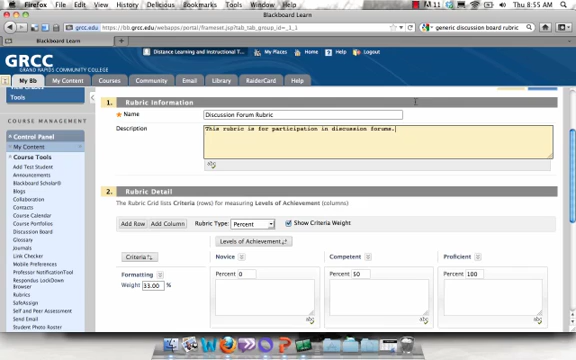 Firefox File Edit View History Delicious Bookmarks Tools Window Help
Thu 8:55 AM
Blackboard Learn
grcc.edu https://bb.grcc.edu/webapps/portal/frameset.jsp?tab_tab_group_id=_1_1
generic discussion board rubric
Blackboard Learn
GRCC
GRAND RAPIDS COMMUNITY COLLEGE
Distance Learning and Instructional T...
My Places Home Help Logout
My Bb My Content Courses Community Email Library RaiderCard Help
Tools
COURSE MANAGEMENT
Control Panel
My Content
Course Tools
Add Test Student
Announcements
Blackboard Scholar®
Blogs
Collaboration
Contacts
Course Calendar
Course Portfolios
Discussion Board
Glossary
Journals
Link Checker
Mobile Preferences
Professor NotificationTool
Respondus LockDown
Browser
Rubrics
SafeAssign
Self and Peer Assessment
Send Email
Student Photo Roster
1. Rubric Information
Name Discussion Forum Rubric
Description This rubric is for participation in discussion forums.
2. Rubric Detail
The Rubric Grid lists Criteria (rows) for measuring Levels of Achievement (columns)
Add Row Add Column Rubric Type: Percent Show Criteria Weight
Levels of Achievement
Criteria Novice Competent Proficient
Formatting Percent 0 Percent 50 Percent 100
Weight 33.00 %